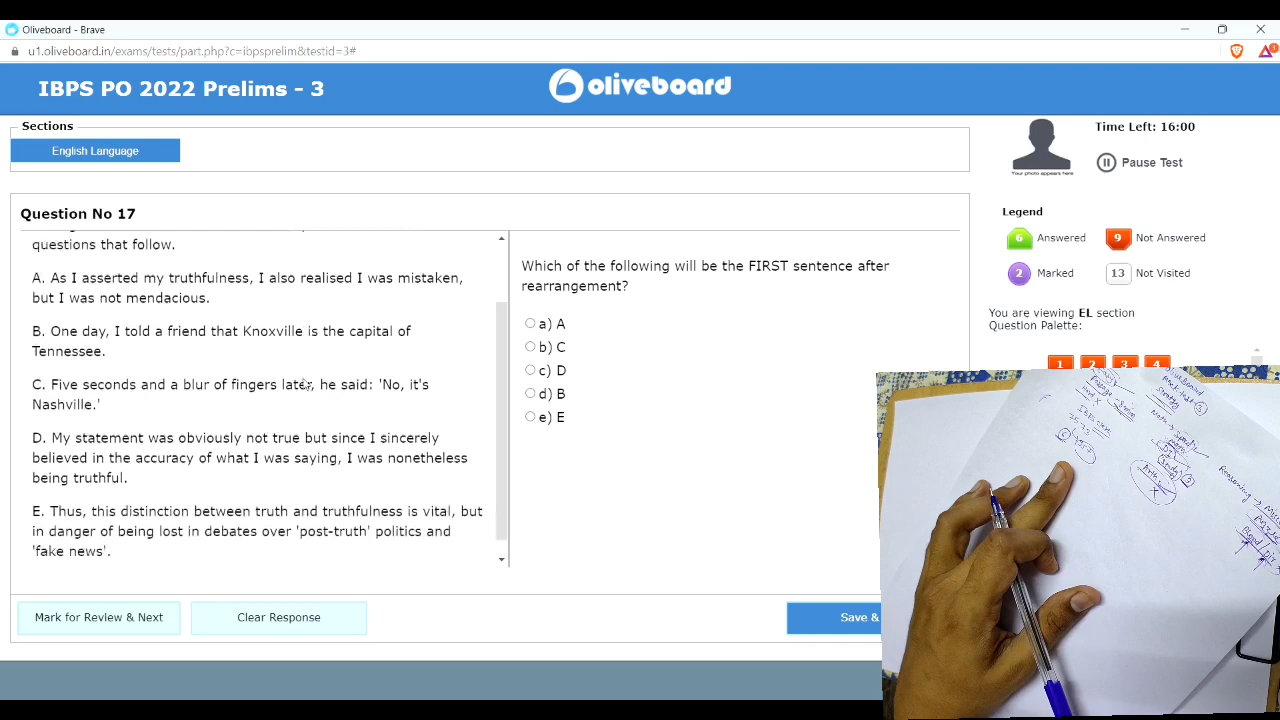 Oliveboard - Brave
u1.oliveboard.in/exams/tests/part.php?c=ibpsprelim&testid=3#
IBPS PO 2022 Prelims - 3
oliveboard
Sections
English Language
Time Left: 16:00
Your photo appears here
Pause Test
Question No 17
questions that follow.
A. As I asserted my truthfulness, I also realised I was mistaken,
but I was not mendacious.
B. One day, I told a friend that Knoxville is the capital of
Tennessee.
C. Five seconds and a blur of fingers later, he said: 'No, it's
Nashville.'
D. My statement was obviously not true but since I sincerely
believed in the accuracy of what I was saying, I was nonetheless
being truthful.
E. Thus, this distinction between truth and truthfulness is vital, but
in danger of being lost in debates over 'post-truth' politics and
'fake news'.
Which of the following will be the FIRST sentence after
rearrangement?
a) A
b) C
c) D
d) B
e) E
Legend
6 Answered
9 Not Answered
2 Marked
13 Not Visited
You are viewing EL section
Question Palette:
1 2 3 4
Mark for Review & Next
Clear Response
Save &
Reasoning